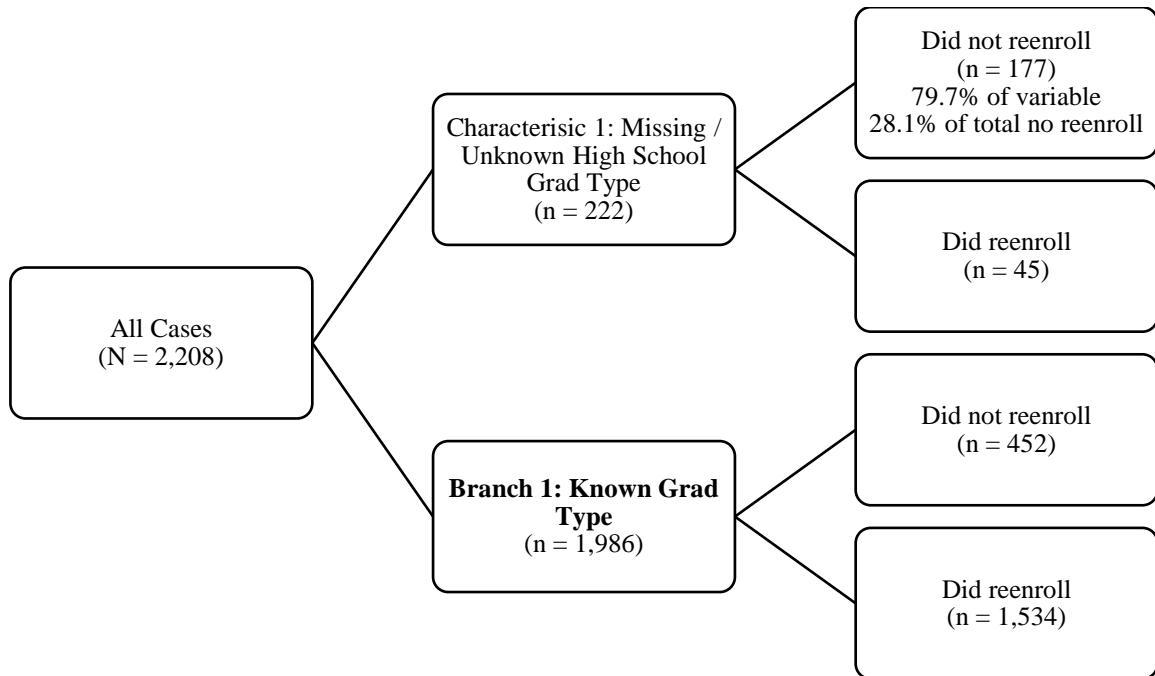 All Cases
(N = 2,208)
Characterisic 1: Missing /
Unknown High School
Grad Type
(n = 222)
Did not reenroll
(n = 177)
79.7% of variable
28.1% of total no reenroll
Did reenroll
(n = 45)
Branch 1: Known Grad
Type
(n = 1,986)
Did not reenroll
(n = 452)
Did reenroll
(n = 1,534)